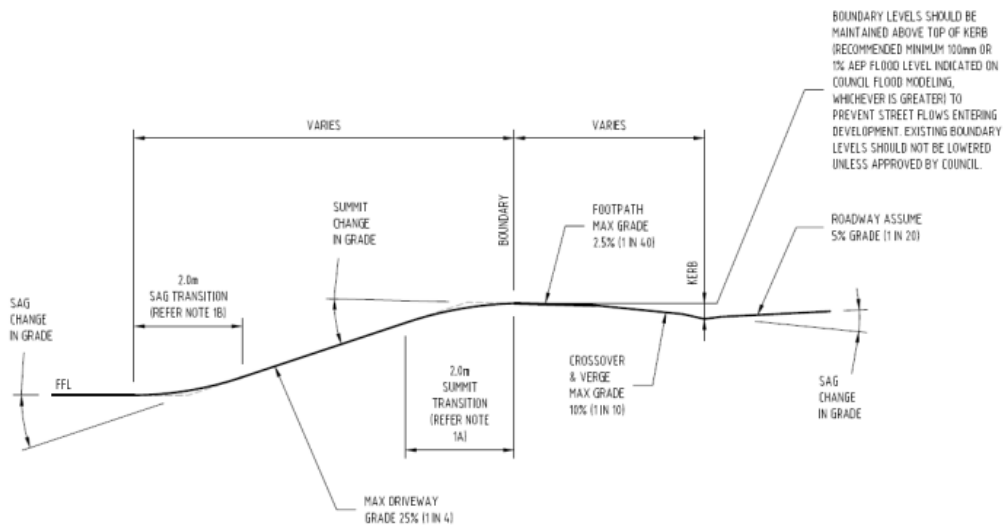 BOUNDARY LEVELS SHOULD BE
MAINTAINED ABOVE TOP OF KERB
(RECOMMENDED MINIMUM 100mm OR
1% AEP FLOOD LEVEL INDICATED ON
COUNCIL FLOOD MODELING,
WHICHEVER IS GREATER) TO
PREVENT STREET FLOWS ENTERING
DEVELOPMENT. EXISTING BOUNDARY
LEVELS SHOULD NOT BE LOWERED
UNLESS APPROVED BY COUNCIL.
VARIES
VARIES
SUMMIT
CHANGE
IN GRADE
BOUNDARY
FOOTPATH
MAX GRADE
2.5% (1 IN 40)
KERB
ROADWAY ASSUME
5% GRADE (1 IN 20)
2.0m
SAG TRANSITION
(REFER NOTE 1B)
SAG
CHANGE
IN GRADE
FFL
2.0m
SUMMIT
TRANSITION
(REFER NOTE
1A)
CROSSOVER
& VERGE
MAX GRADE
10% (1 IN 10)
SAG
CHANGE
IN GRADE
MAX DRIVEWAY
GRADE 25% (1 IN 4)